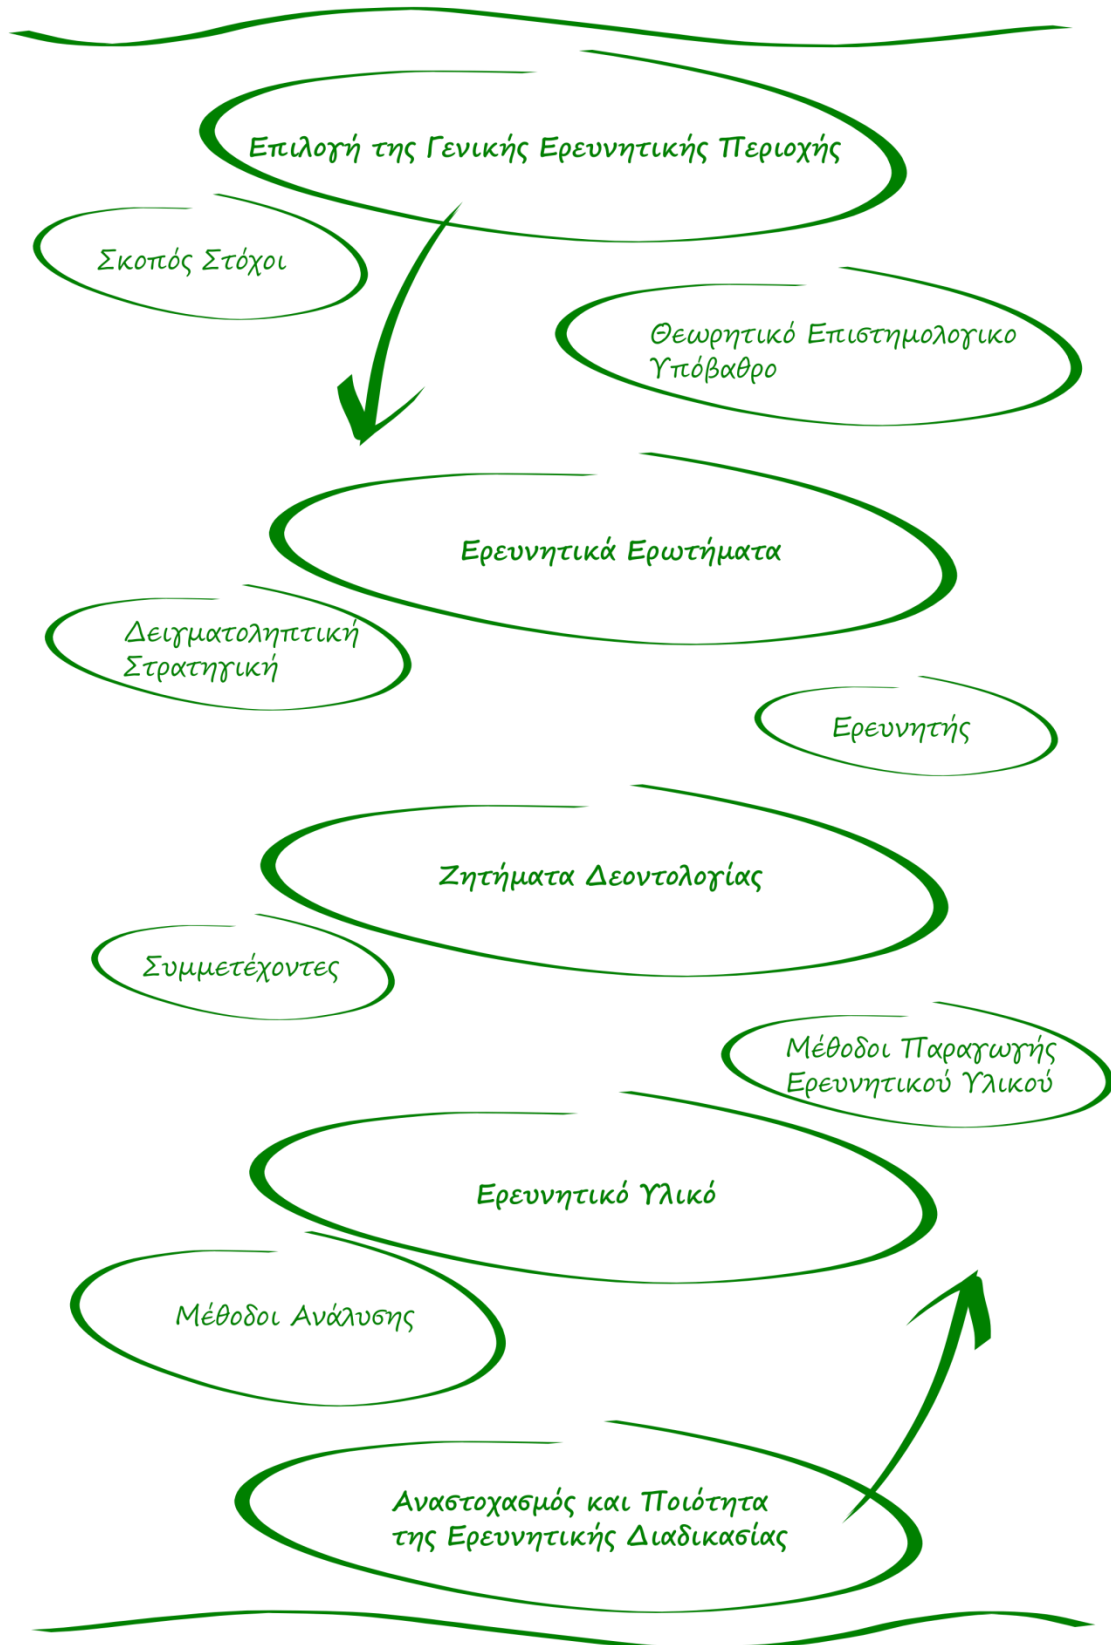 Επιλογή της Γενικής Ερευνητικής Περιοχής
Σκοπός Στόχοι
Θεωρητικό Επιστημολογικο
Υπόβαθρο
Ερευνητικά Ερωτήματα
Δειγματοληπτική
Στρατηγική
Ερευνητής
Ζητήματα Δεοντολογίας
Συμμετέχοντες
Μέθοδοι Παραγωγής
Ερευνητικού Υλικού
Ερευνητικό Υλικό
Μέθοδοι Ανάλυσης
Αναστοχασμός και Ποιότητα
της Ερευνητικής Διαδικασίας